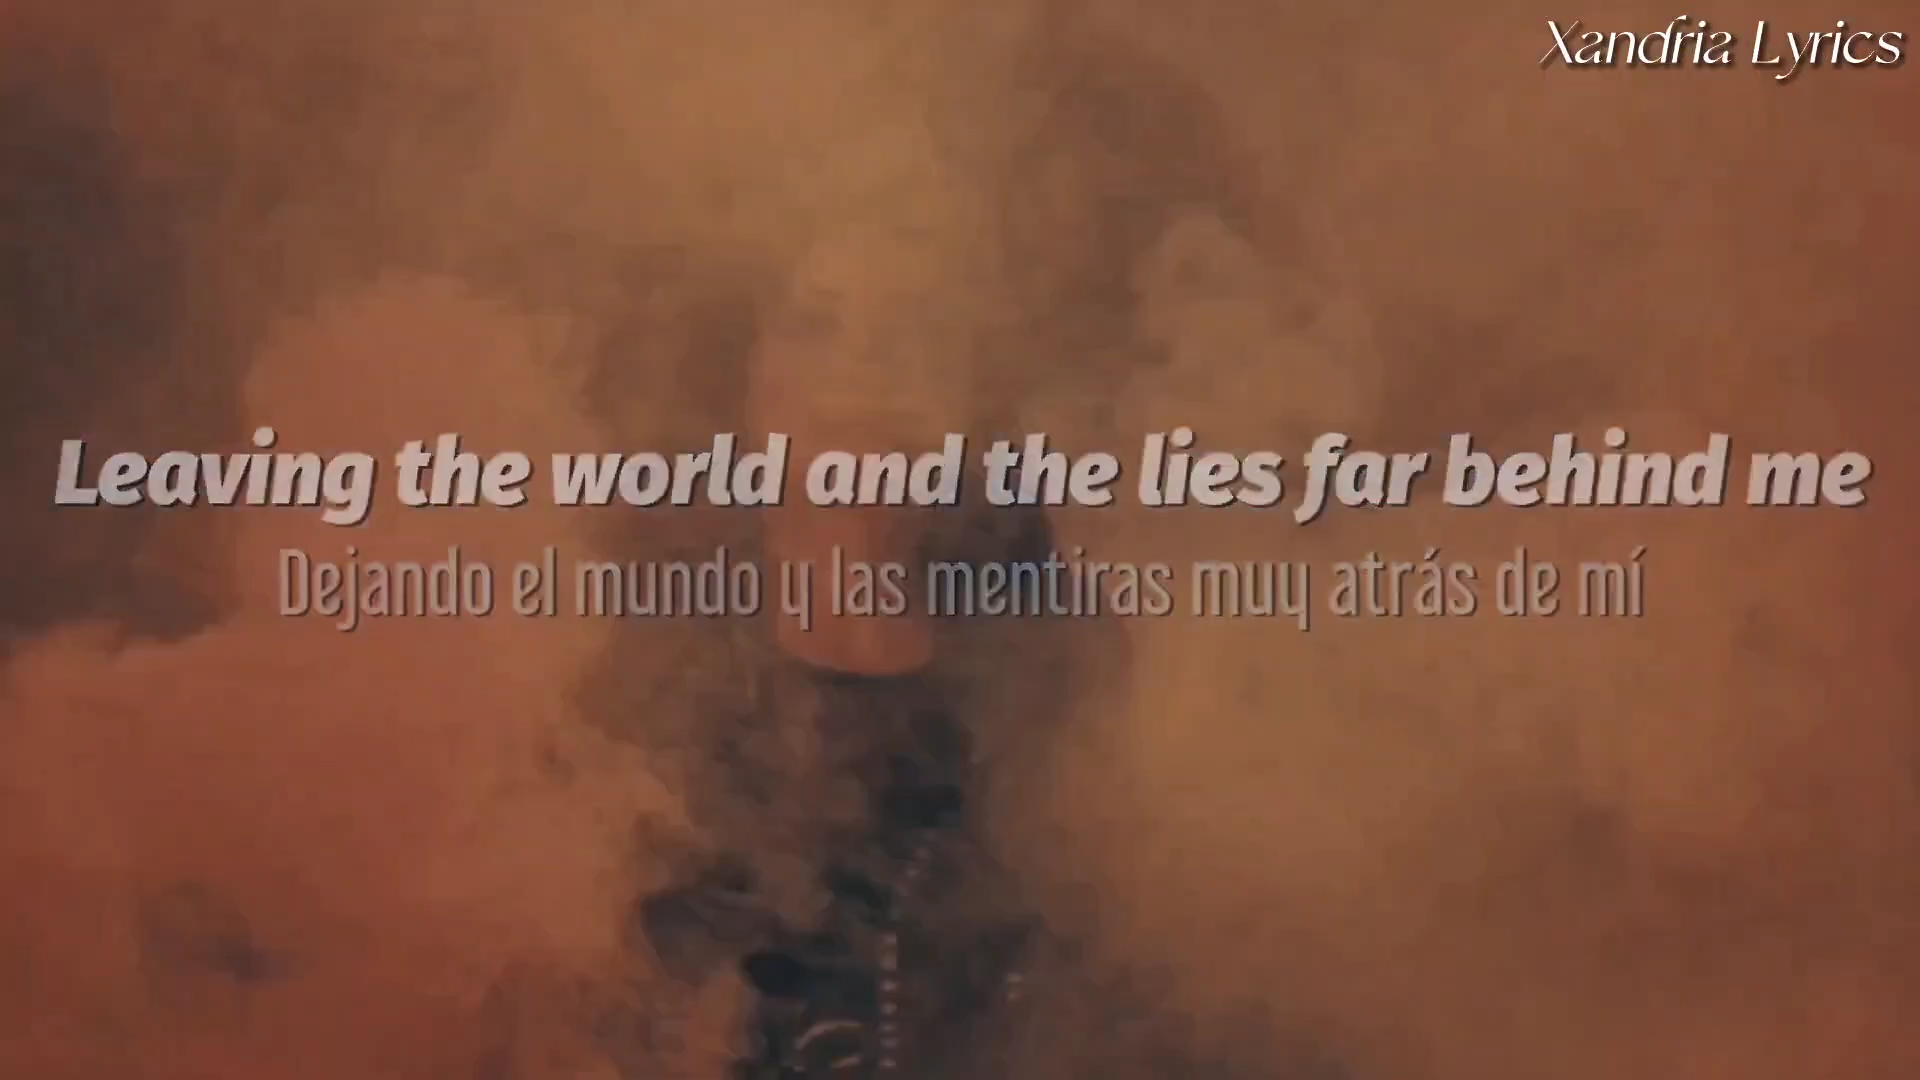 Xandria Lyrics
Leaving the world and the lies far behind me
Dejando el mundo y las mentiras muy atrás de mí